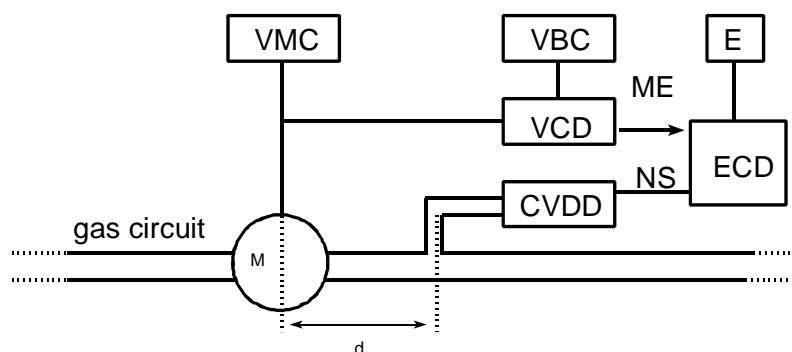 VMC
VBC
E
ME
VCD
ECD
NS
CVDD
gas circuit
M
d